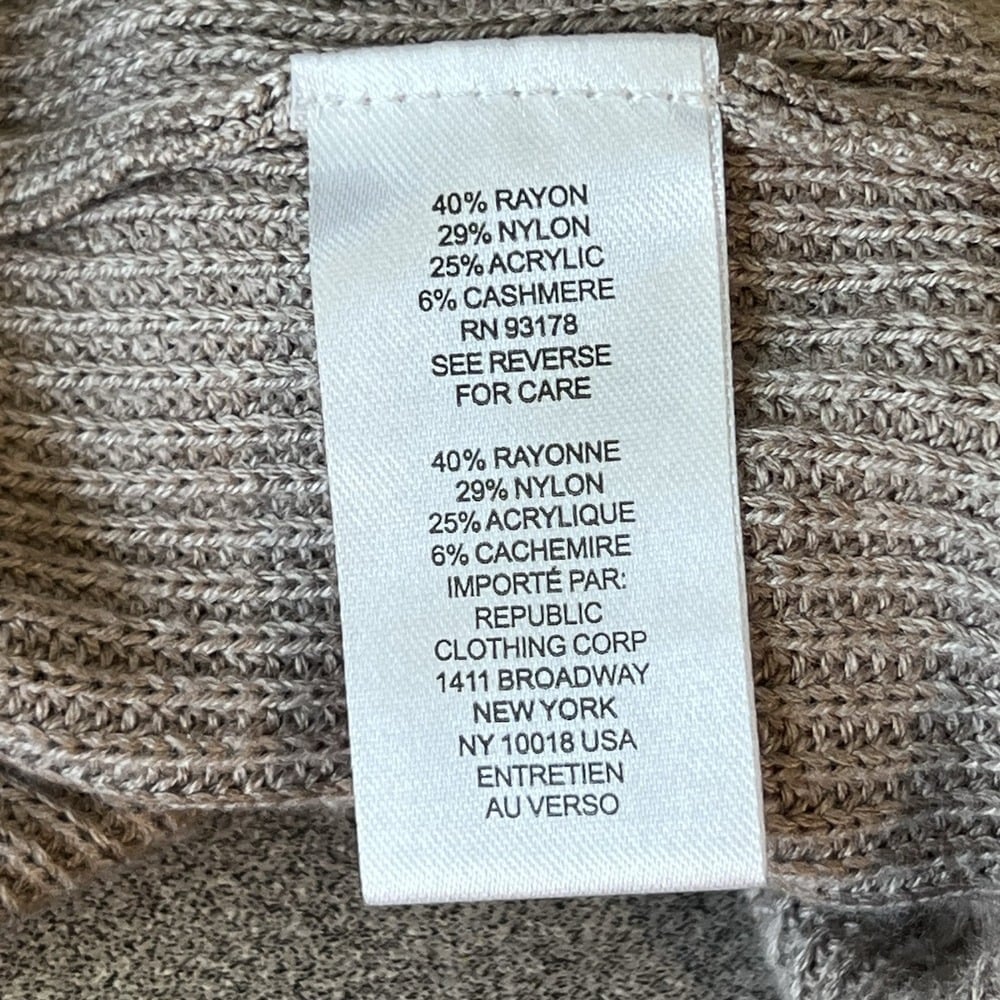 40% RAYON
29% NYLON
25% ACRYLIC
6% CASHMERE
RN 93178
SEE REVERSE
FOR CARE
40% RAYONNE
29% NYLON
25% ACRYLIQUE
6% CACHEMIRE
IMPORTÉ PAR:
REPUBLIC
CLOTHING CORP
1411 BROADWAY
NEW YORK
NY 10018 USA
ENTRETIEN
AU VERSO